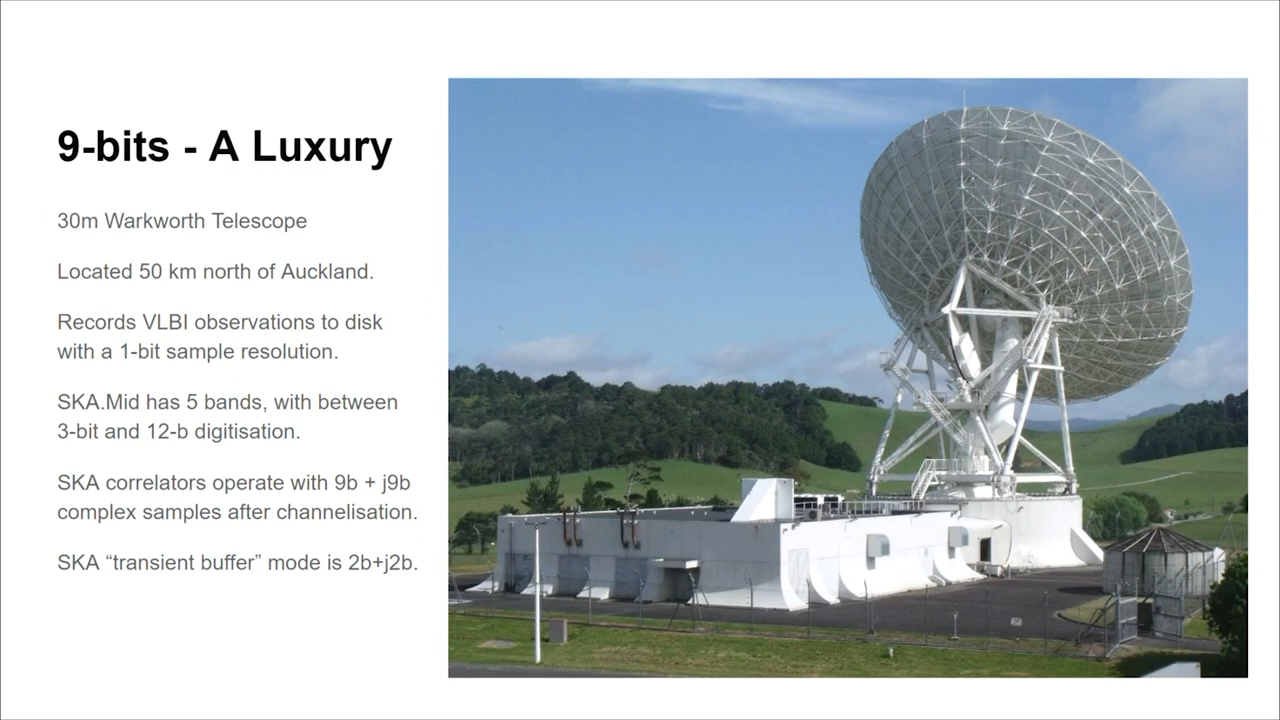 9-bits - A Luxury
30m Warkworth Telescope
Located 50 km north of Auckland.
Records VLBI observations to disk
with a 1-bit sample resolution.
SKA.Mid has 5 bands, with between
3-bit and 12-b digitisation.
SKA correlators operate with 9b + j9b
complex samples after channelisation.
SKA “transient buffer” mode is 2b+j2b.